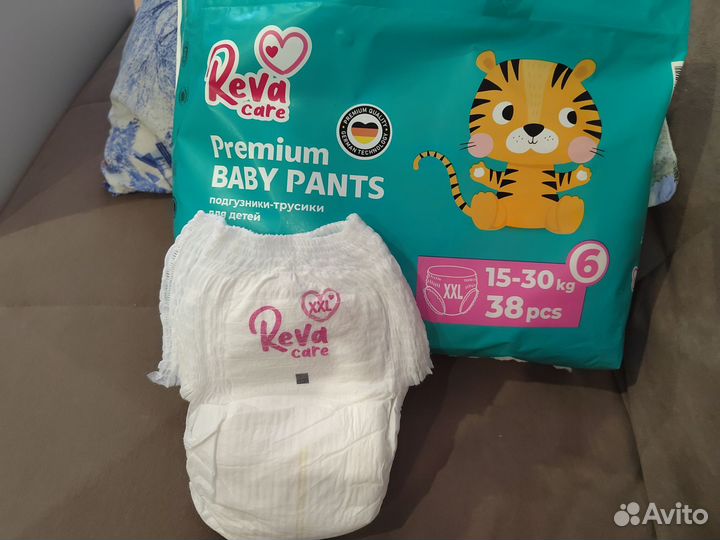 Reva
care
PREMIUM QUALITY
GERMAN TECHNOLOGY
Premium
BABY PANTS
подгузники-трусики
для детей
6
XXL
15-30 kg
38 pcs
XXL
Reva
care
Avito